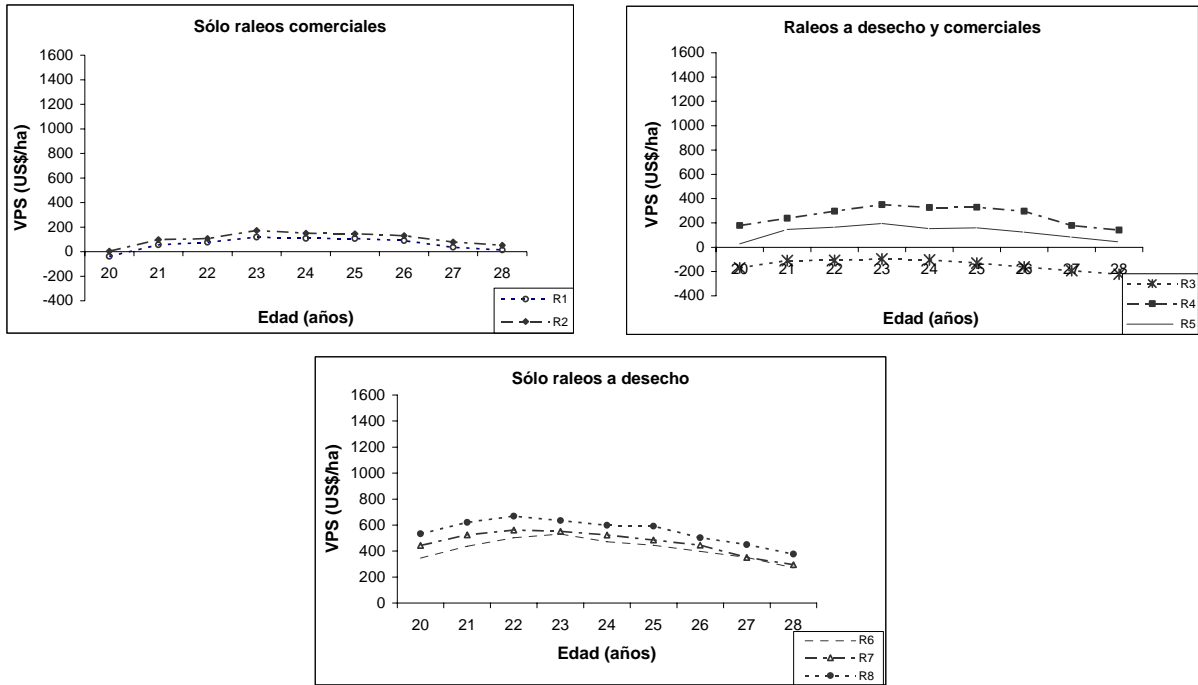 Sólo raleos comerciales
1600
1400
1200
1000
800
600
400
200
0
-200
-400
VPS (US$/ha)
20 21 22 23 24 25 26 27 28
Edad (años)
R1
R2
Raleos a desecho y comerciales
1600
1400
1200
1000
800
600
400
200
0
-200
-400
VPS (US$/ha)
20 21 22 23 24 25 26 27 28
Edad (años)
R3
R4
R5
Sólo raleos a desecho
1600
1400
1200
1000
800
600
400
200
0
VPS (US$/ha)
20 21 22 23 24 25 26 27 28
Edad (años)
R6
R7
R8